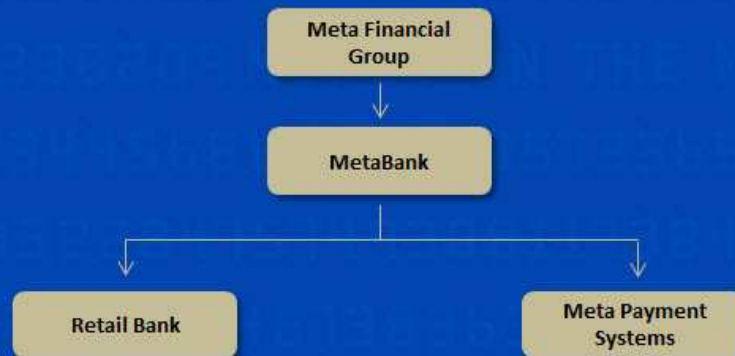 Meta Financial
Group
MetaBank
Retail Bank
Meta Payment
Systems